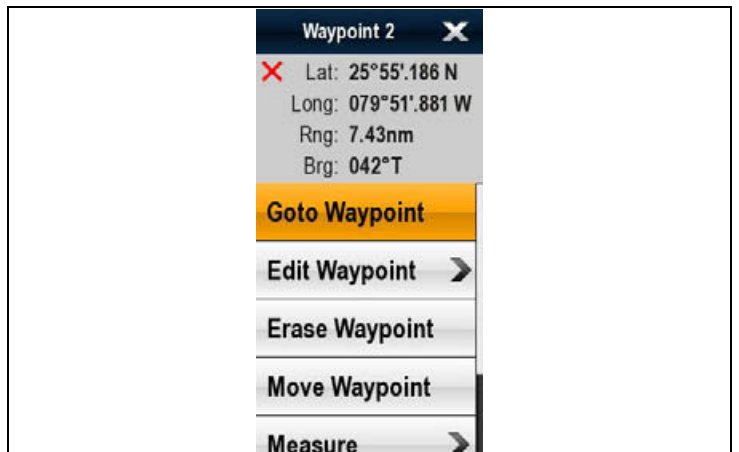 Waypoint 2
Lat: 25°55'.186 N
Long: 079°51'.881 W
Rng: 7.43nm
Brg: 042°T
Goto Waypoint
Edit Waypoint
Erase Waypoint
Move Waypoint
Measure